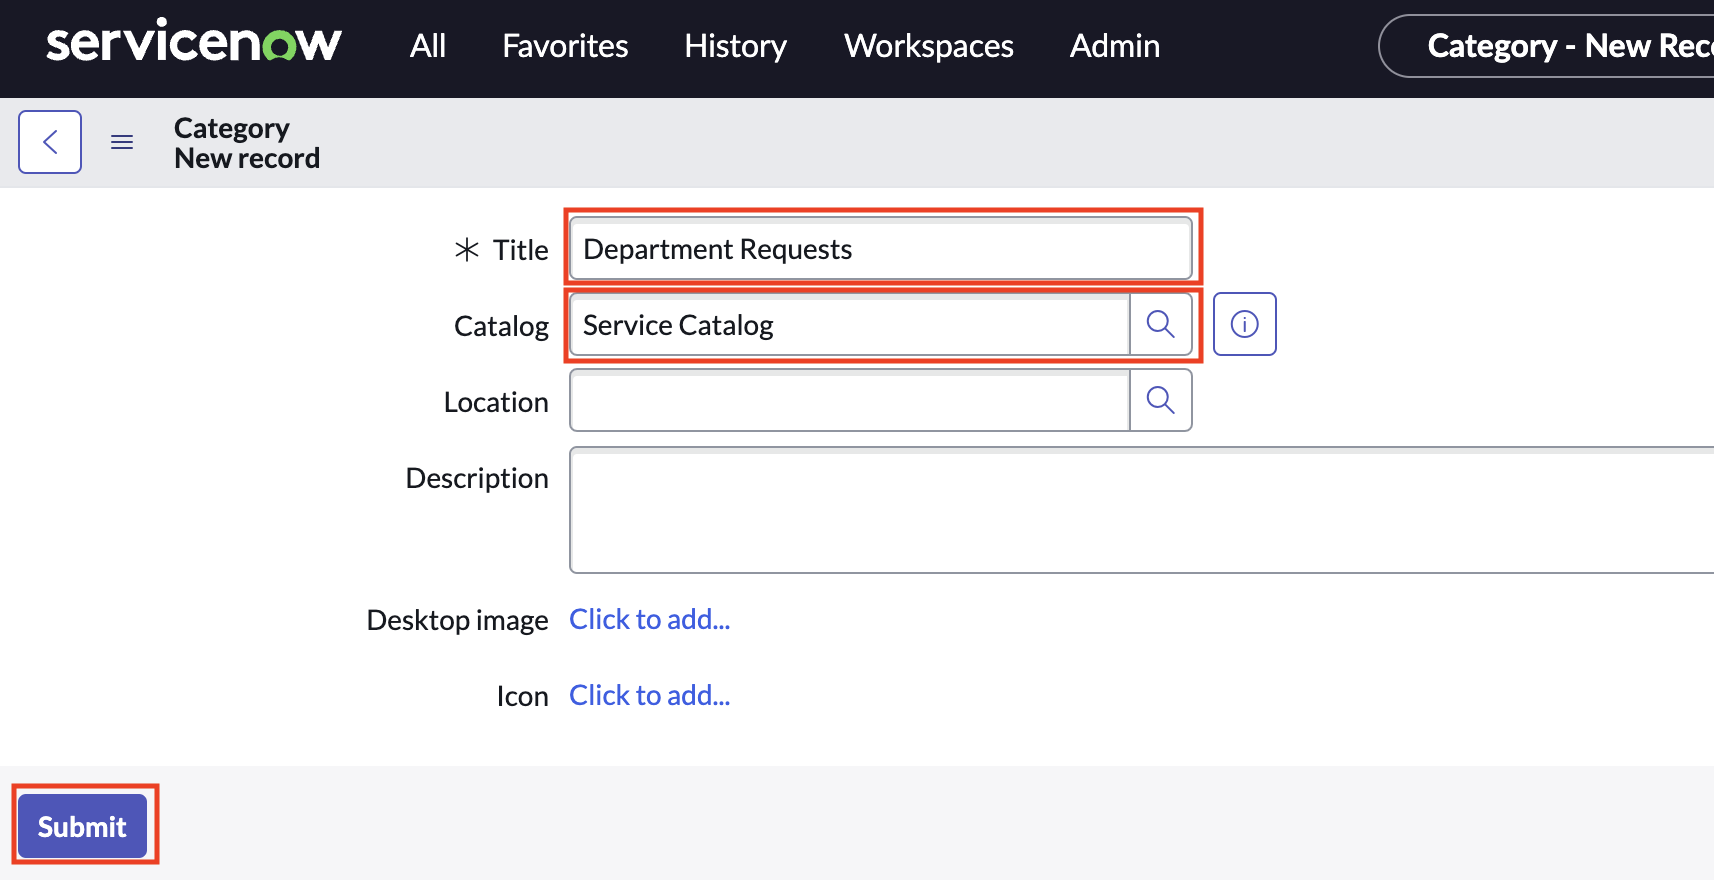 servicenow All Favorites History Workspaces Admin Category - New Rec
Category
New record
* Title Department Requests
Catalog Service Catalog
Location
Description
Desktop image Click to add...
Icon Click to add...
Submit